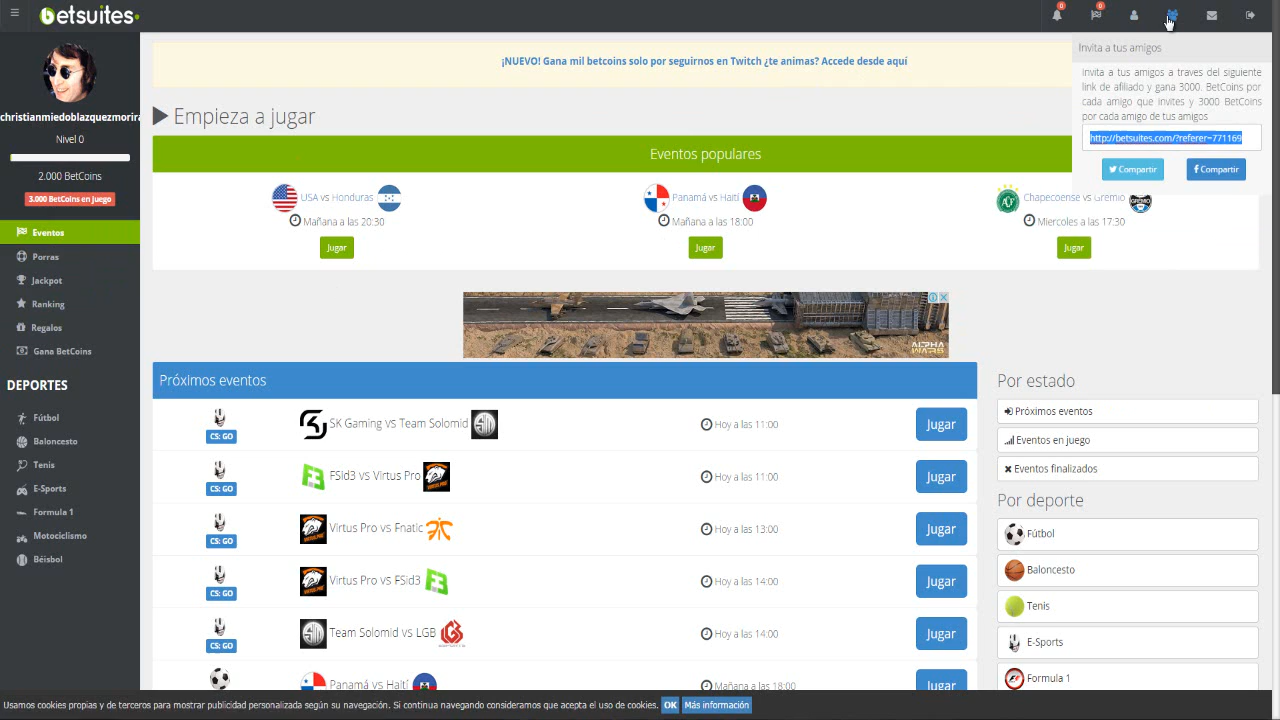 betsuites.
0
0
christianmiedoblazquezmorira
Nivel 0
2.000 BetCoins
3.000 BetCoins en juego
Eventos
Porras
Jackpot
Ranking
Regalos
Gana BetCoins
DEPORTES
Fútbol
Baloncesto
Tenis
E-Sports
Formula 1
Motociclismo
Béisbol
¡NUEVO! Gana mil betcoins solo por seguirnos en Twitch ¿te animas? Accede desde aquí
Invita a tus amigos
Invita a tus amigos a traves del siguiente
link de afiliado y gana 3000. BetCoins por
cada amigo que invites y 3000 BetCoins
por cada amigo de tus amigos
http://betsuites.com/?referer=771169
Compartir
Compartir
Empieza a jugar
Eventos populares
USA vs Honduras
Mañana a las 20:30
Jugar
Panamá vs Haití
Mañana a las 18:00
Jugar
Chapecoense vs Gremio
GRÊMIO
Miercoles a las 17:30
Jugar
ALPHA
WARS
Próximos eventos
CS: GO
SK Gaming vs Team Solomid
Hoy a las 11:00
Jugar
CS: GO
FSid3 vs Virtus Pro
VIRTUS PRO
Hoy a las 11:00
Jugar
CS: GO
VIRTUS PRO
Virtus Pro vs Fnatic
Hoy a las 13:00
Jugar
CS: GO
VIRTUS PRO
Virtus Pro vs FSid3
Hoy a las 14:00
Jugar
CS: GO
Team Solomid vs LGB
Hoy a las 14:00
Jugar
Panamá vs Haití
Mañana a las 18:00
Jugar
Por estado
Próximos eventos
Eventos en juego
Eventos finalizados
Por deporte
Fútbol
Baloncesto
Tenis
E-Sports
Formula 1
Usamos cookies propias y de terceros para mostrar publicidad personalizada según su navegación. Si continua navegando consideramos que acepta el uso de cookies. OK Más información